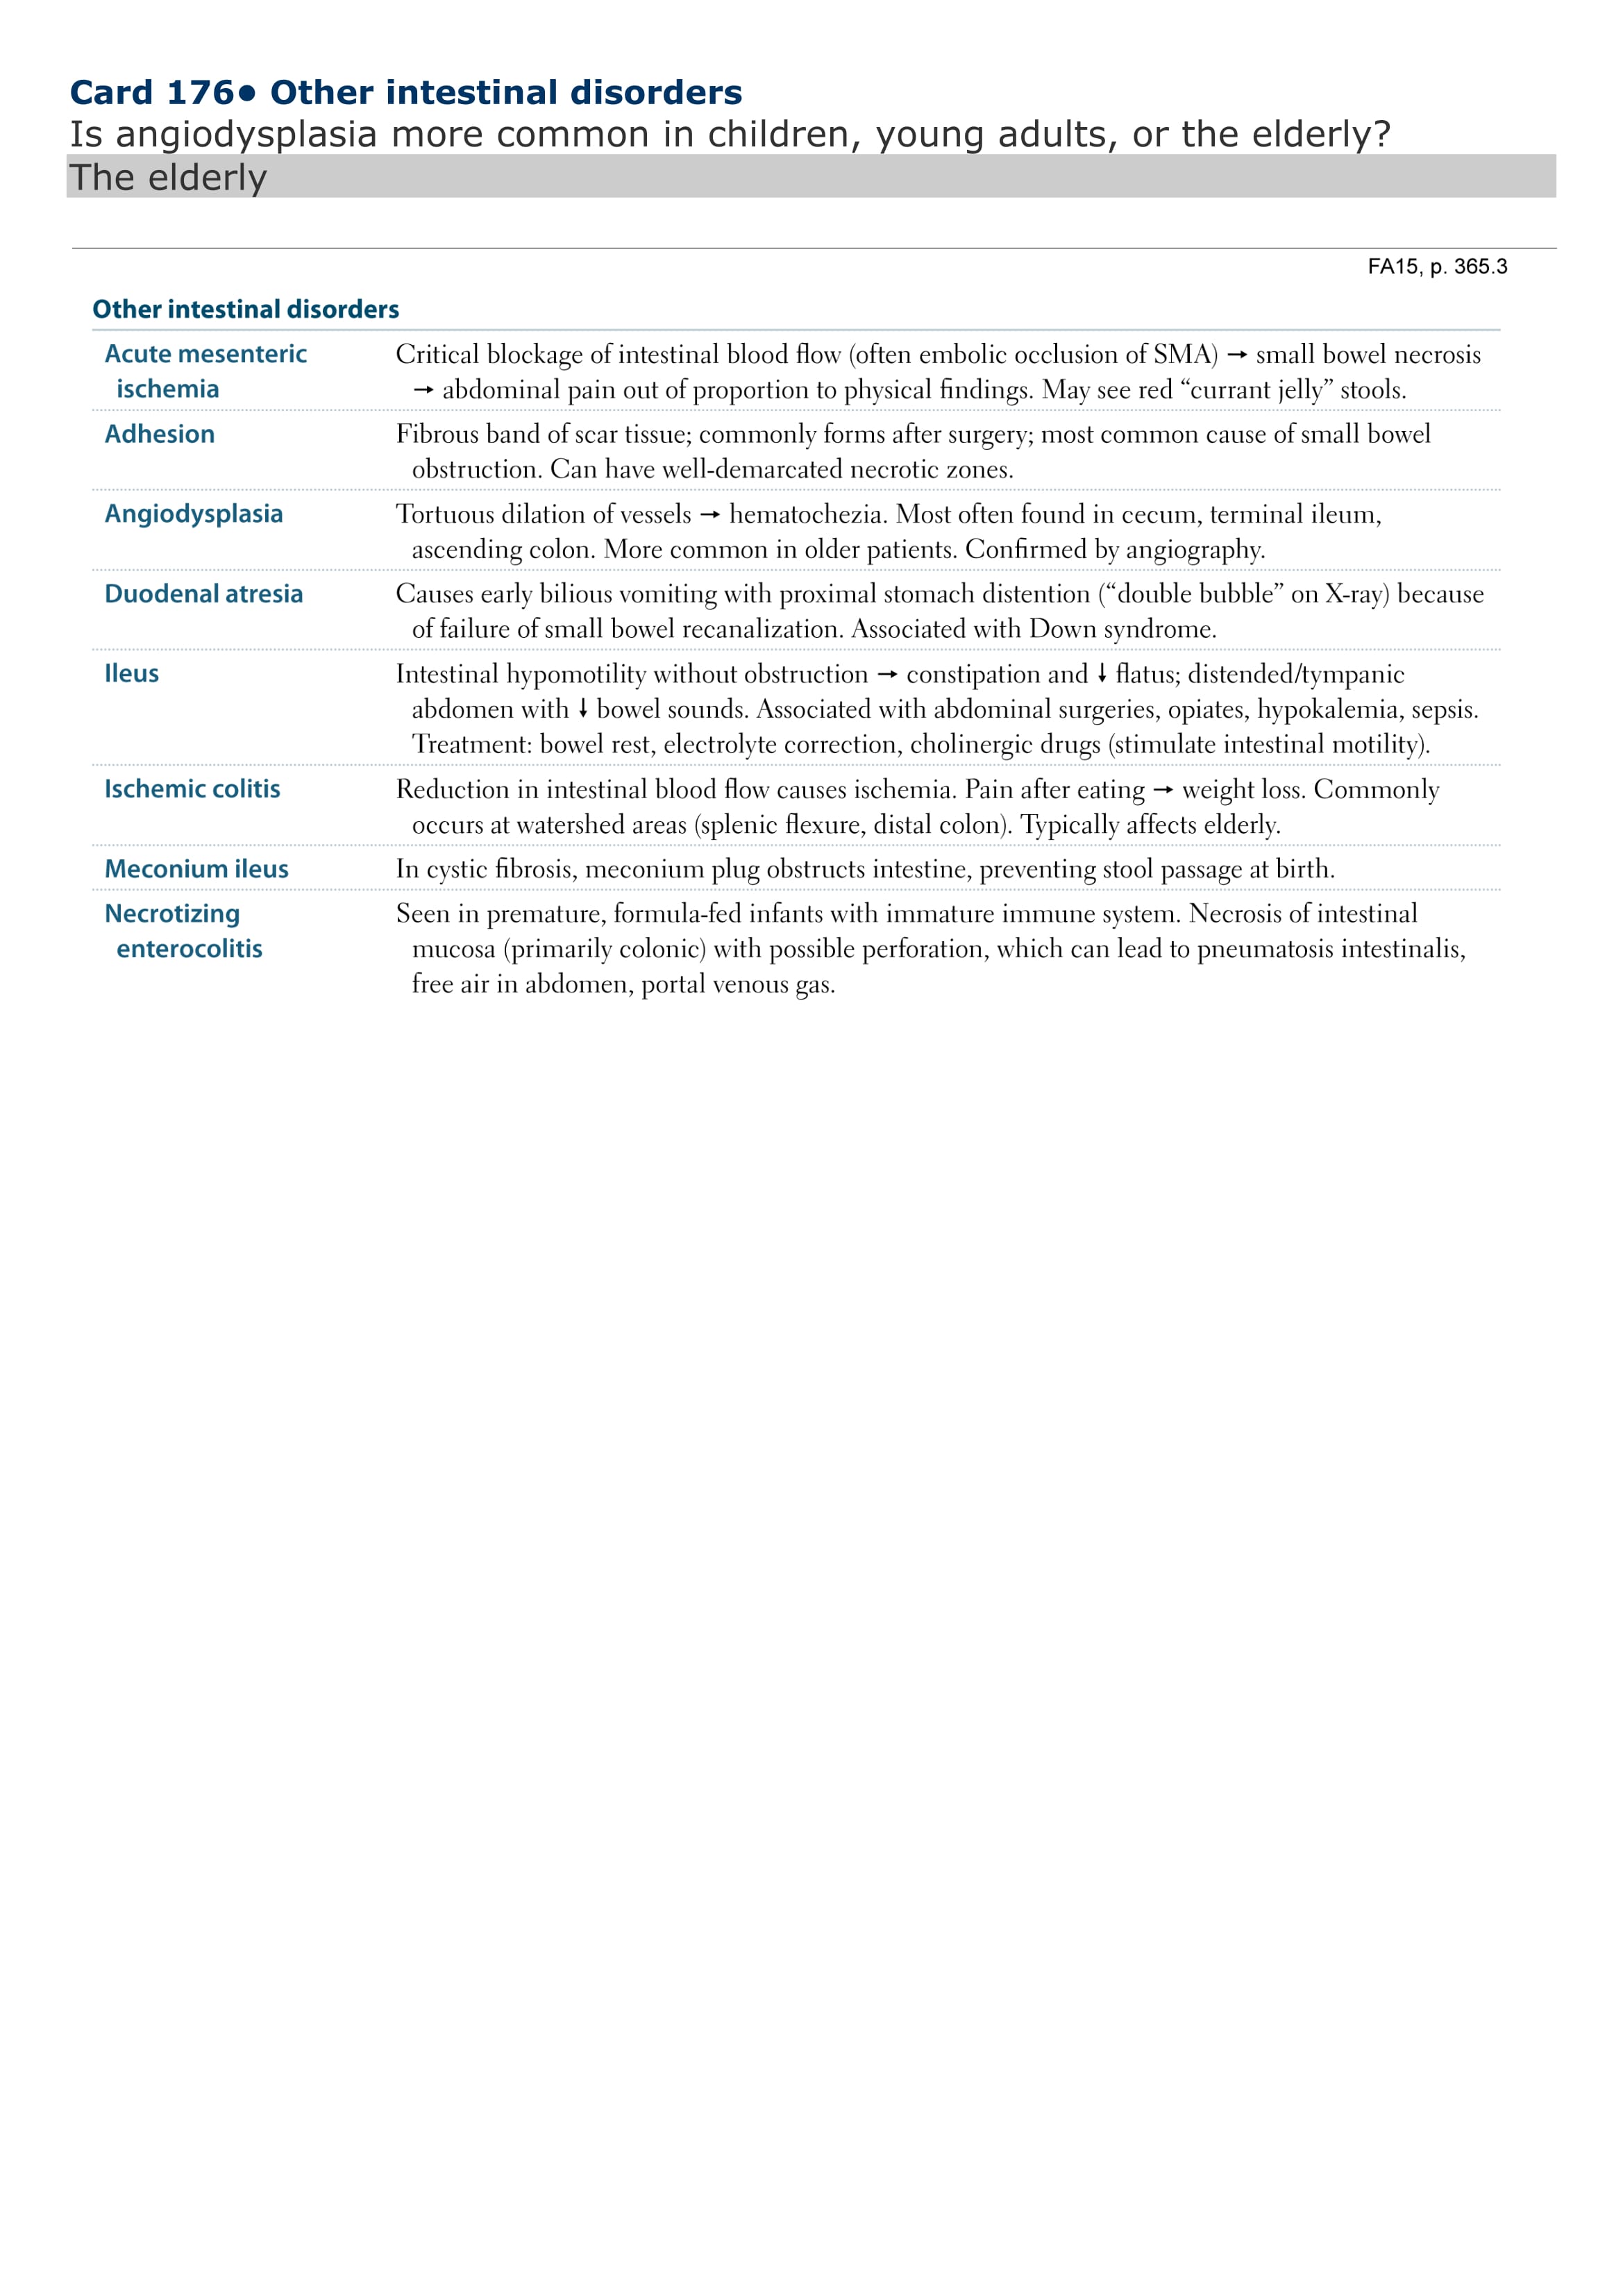 Card 176• Other intestinal disorders
Is angiodysplasia more common in children, young adults, or the elderly?
The elderly
FA15, p. 365.3
Other intestinal disorders
Acute mesenteric ischemia
Critical blockage of intestinal blood flow (often embolic occlusion of SMA) → small bowel necrosis
→ abdominal pain out of proportion to physical findings. May see red “currant jelly” stools.
Adhesion
Fibrous band of scar tissue; commonly forms after surgery; most common cause of small bowel
obstruction. Can have well-demarcated necrotic zones.
Angiodysplasia
Tortuous dilation of vessels → hematochezia. Most often found in cecum, terminal ileum,
ascending colon. More common in older patients. Confirmed by angiography.
Duodenal atresia
Causes early bilious vomiting with proximal stomach distention (“double bubble” on X-ray) because
of failure of small bowel recanalization. Associated with Down syndrome.
Ileus
Intestinal hypomotility without obstruction → constipation and ↓ flatus; distended/tympanic
abdomen with ↓ bowel sounds. Associated with abdominal surgeries, opiates, hypokalemia, sepsis.
Treatment: bowel rest, electrolyte correction, cholinergic drugs (stimulate intestinal motility).
Ischemic colitis
Reduction in intestinal blood flow causes ischemia. Pain after eating → weight loss. Commonly
occurs at watershed areas (splenic flexure, distal colon). Typically affects elderly.
Meconium ileus
In cystic fibrosis, meconium plug obstructs intestine, preventing stool passage at birth.
Necrotizing
enterocolitis
Seen in premature, formula-fed infants with immature immune system. Necrosis of intestinal
mucosa (primarily colonic) with possible perforation, which can lead to pneumatosis intestinalis,
free air in abdomen, portal venous gas.